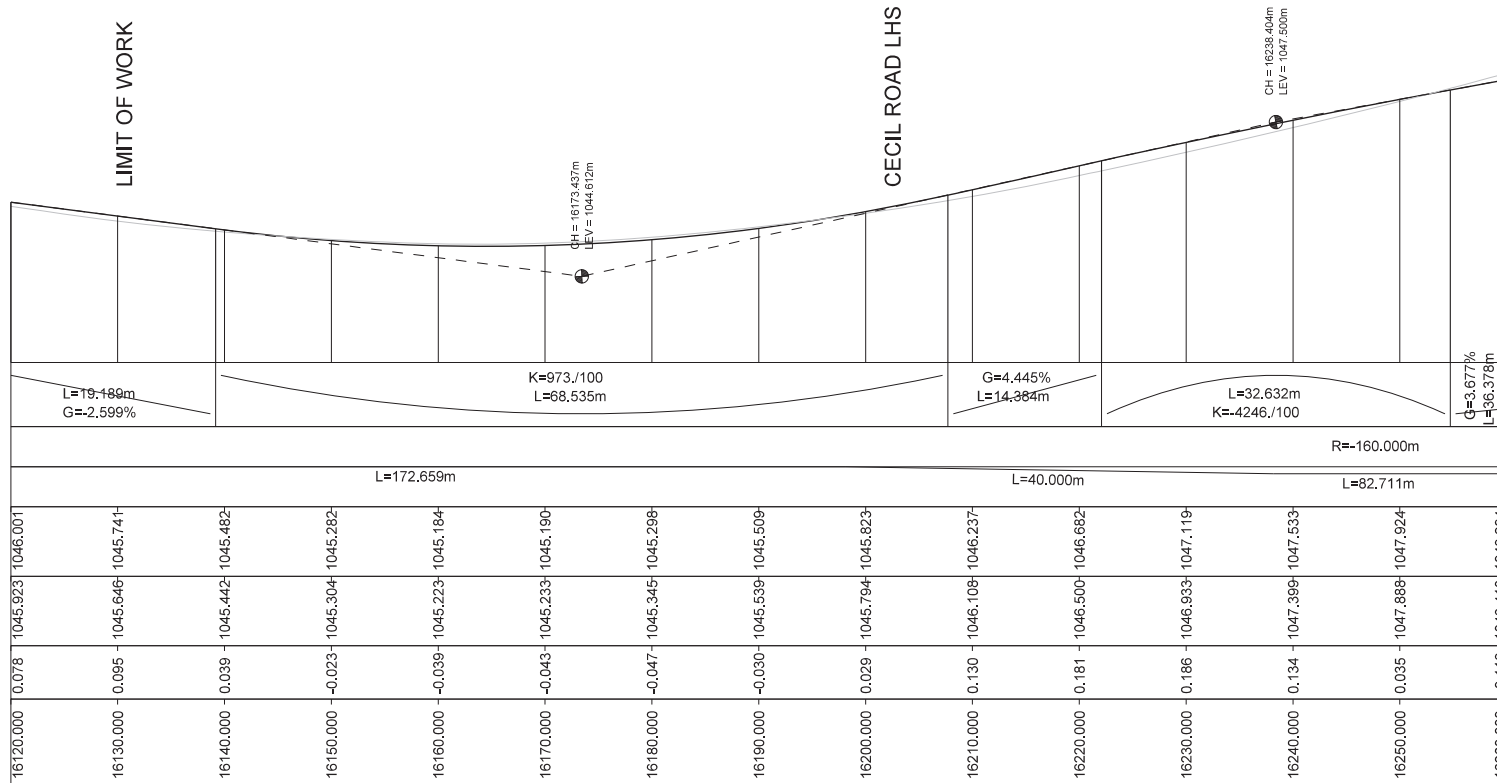 LIMIT OF WORK
CH = 16173.437m
LEV = 1044.612m
CECIL ROAD LHS
CH = 16238.404m
LEV = 1047.500m
L=19.189m
G=-2.599%
K=973./100
L=68.535m
G=4.445%
L=14.384m
L=32.632m
K=-4246./100
G=3.677%
L=36.378m
R=-160.000m
L=172.659m
L=40.000m
L=82.711m
1046.001 1045.741 1045.482 1045.282 1045.184 1045.190 1045.298 1045.509 1045.823 1046.237 1046.682 1047.119 1047.533 1047.924
1045.923 1045.646 1045.442 1045.304 1045.223 1045.233 1045.345 1045.539 1045.794 1046.108 1046.500 1046.933 1047.399 1047.888
0.078 0.095 0.039 -0.023 -0.039 -0.043 -0.047 -0.030 0.029 0.130 0.181 0.186 0.134 0.035
16120.000 16130.000 16140.000 16150.000 16160.000 16170.000 16180.000 16190.000 16200.000 16210.000 16220.000 16230.000 16240.000 16250.000